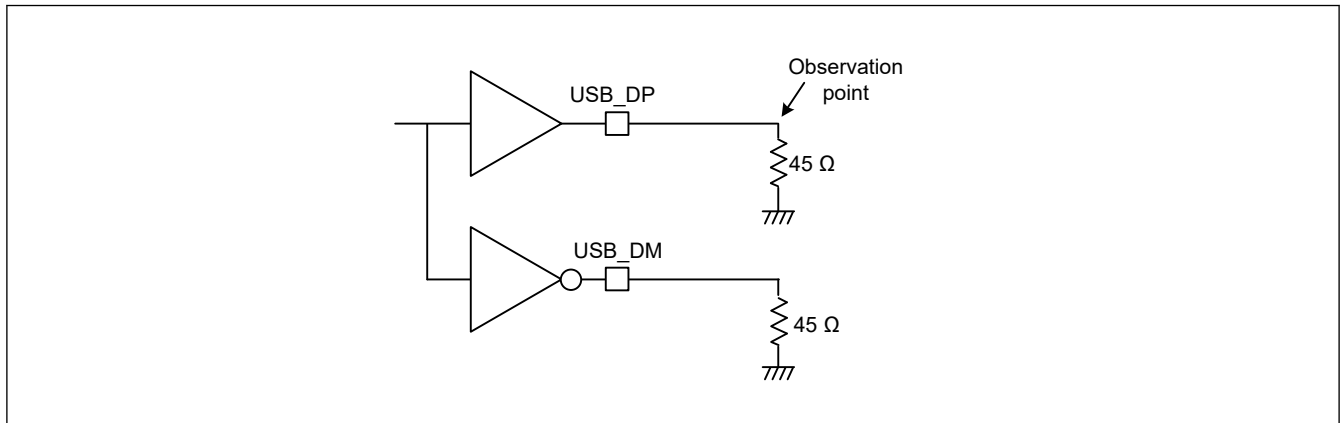 Observation
point
USB_DP
45 Ω
USB_DM
45 Ω